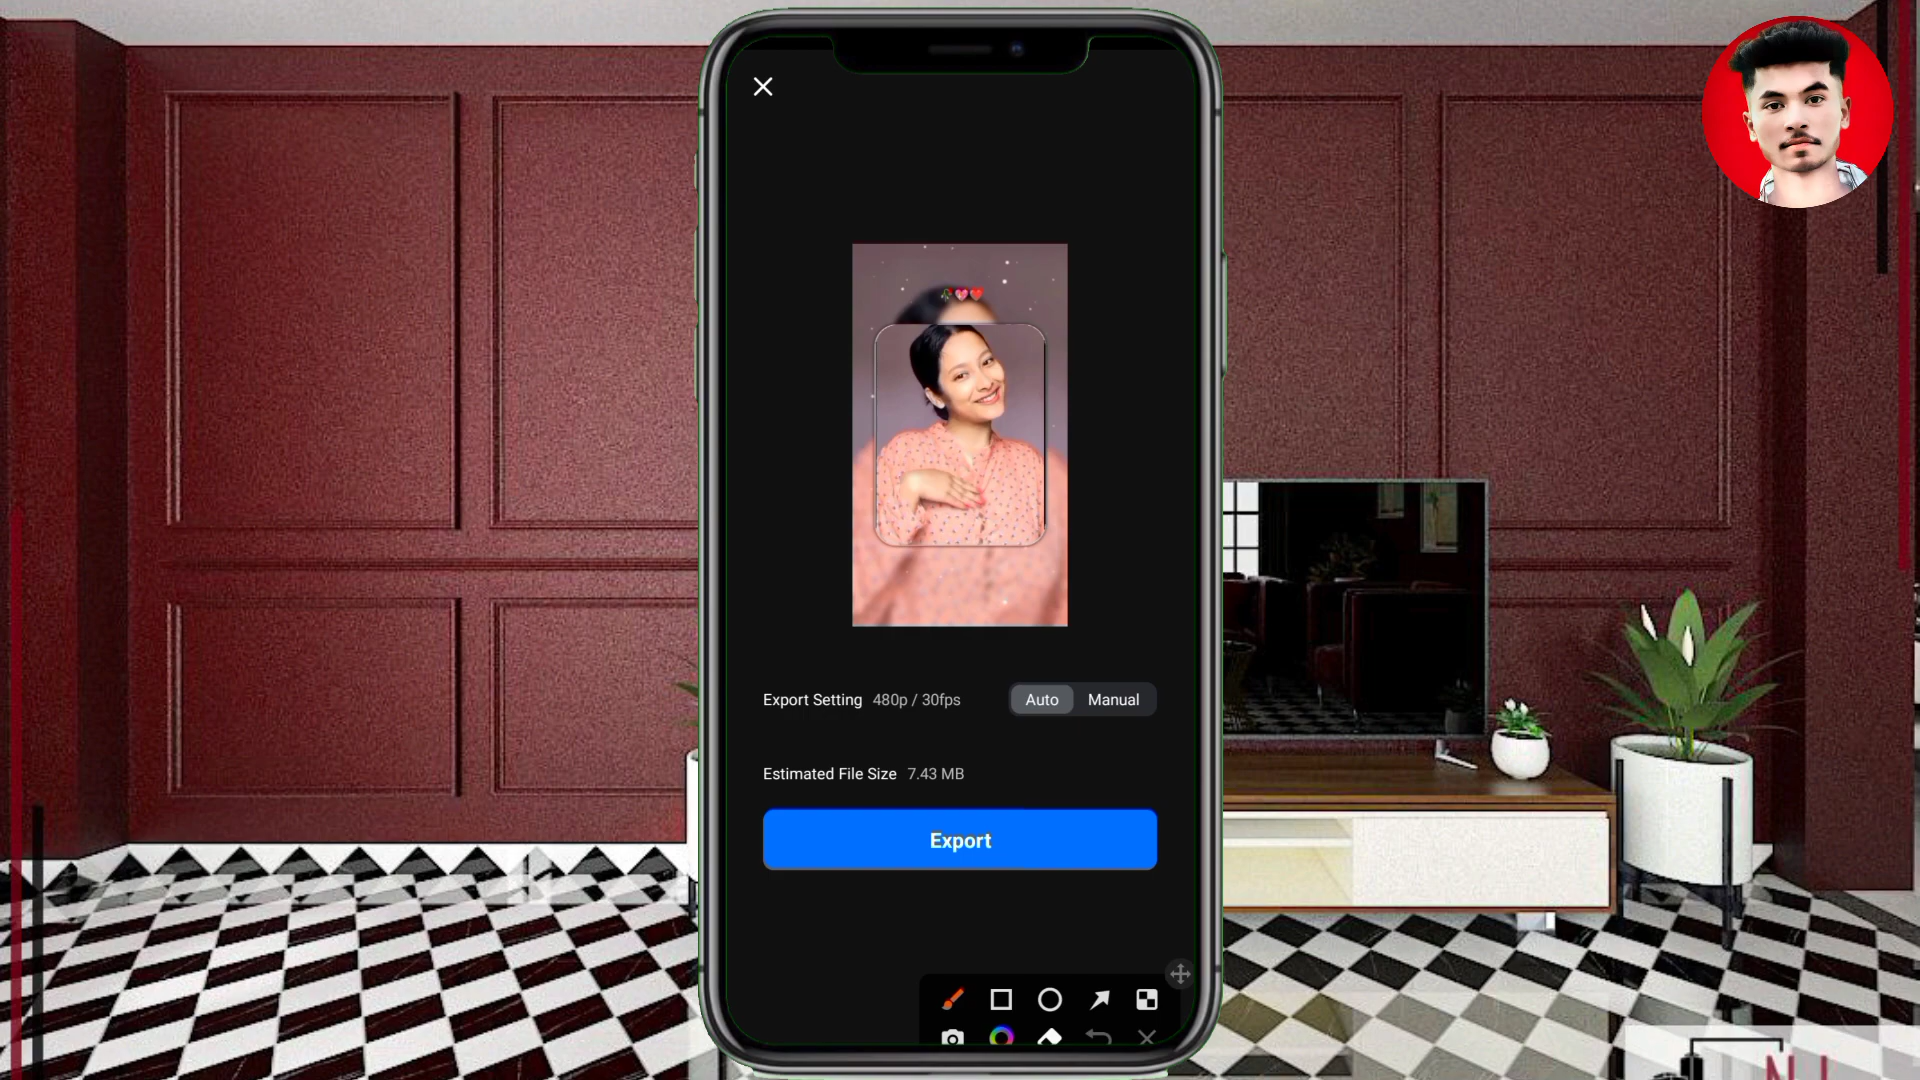 Export Setting 480p / 30fps Auto Manual
Estimated File Size 7.43 MB
Export